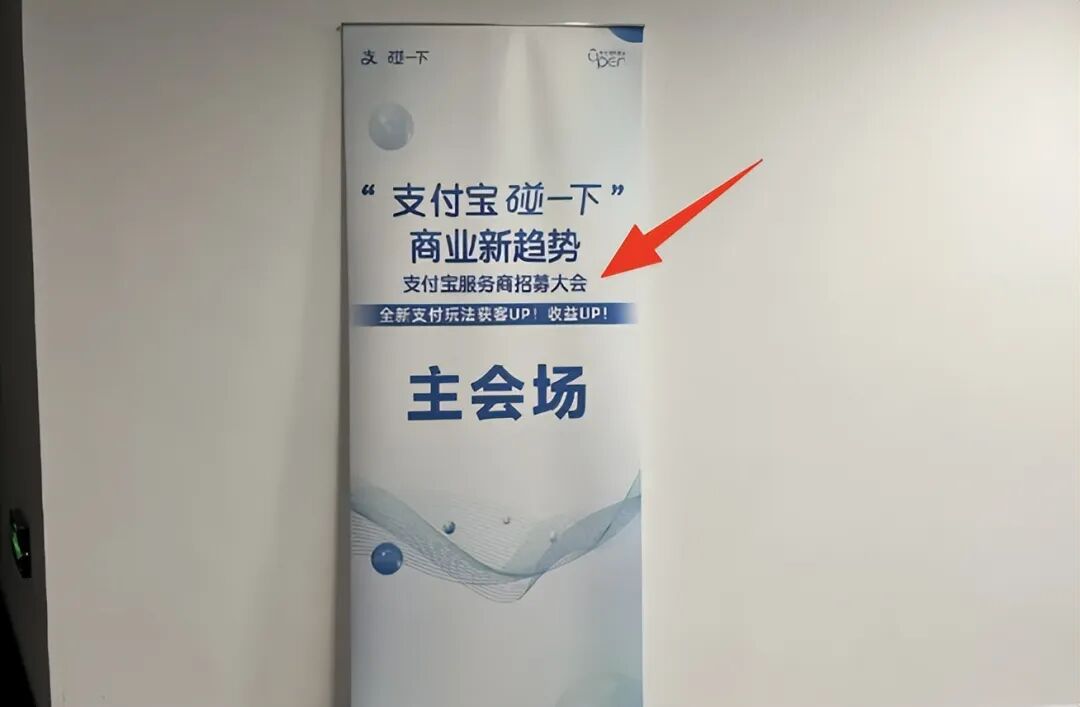 支 碰一下
open
“支付宝 碰一下”
商业新趋势
支付宝服务商招募大会
全新支付玩法获客UP！收益UP！
主会场